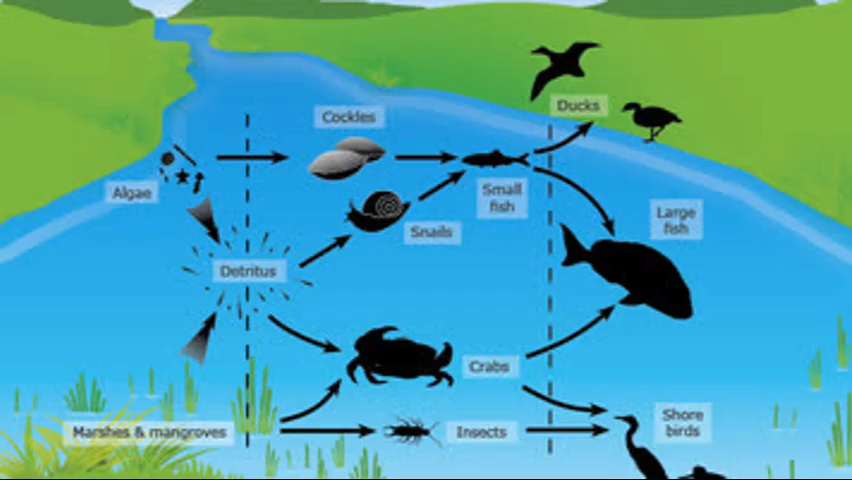 Ducks
Cockles
Algae
Small
fish
Large
fish
Snails
Detritus
Crabs
Marshes & mangroves
Insects
Shore
birds